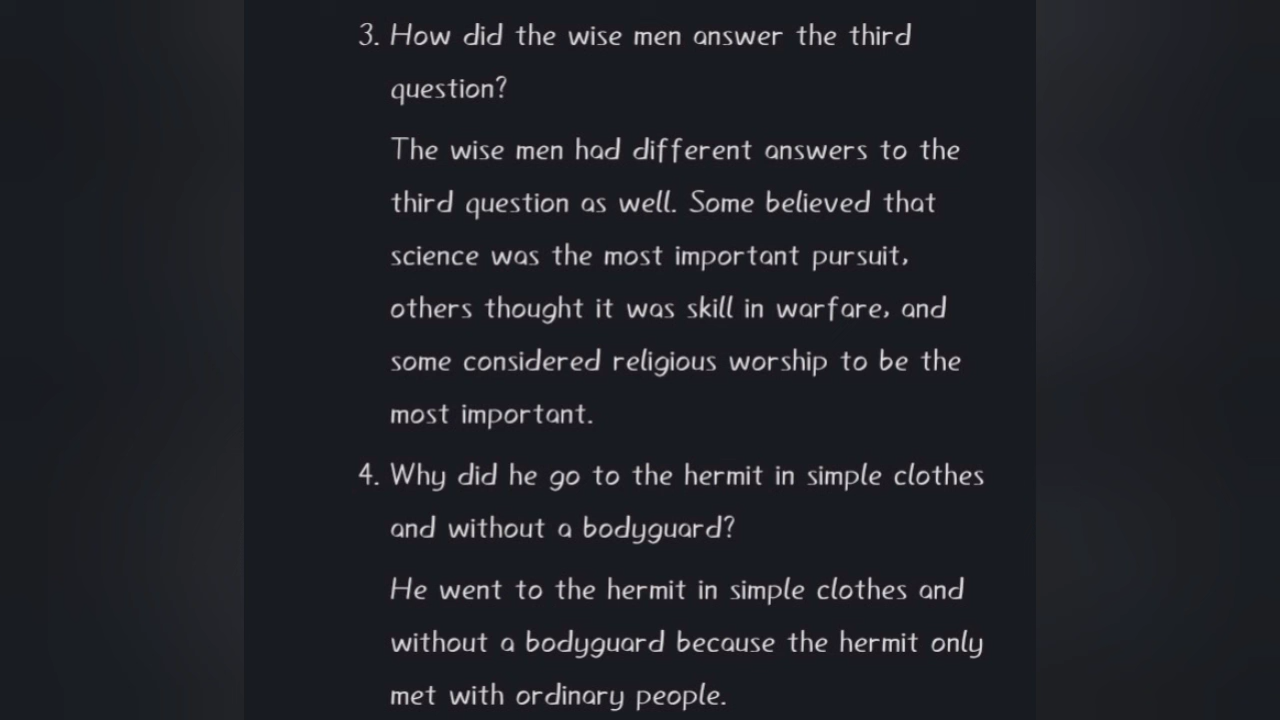 3. How did the wise men answer the third
question?
The wise men had different answers to the
third question as well. Some believed that
science was the most important pursuit,
others thought it was skill in warfare, and
some considered religious worship to be the
most important.
4. Why did he go to the hermit in simple clothes
and without a bodyguard?
He went to the hermit in simple clothes and
without a bodyguard because the hermit only
met with ordinary people.